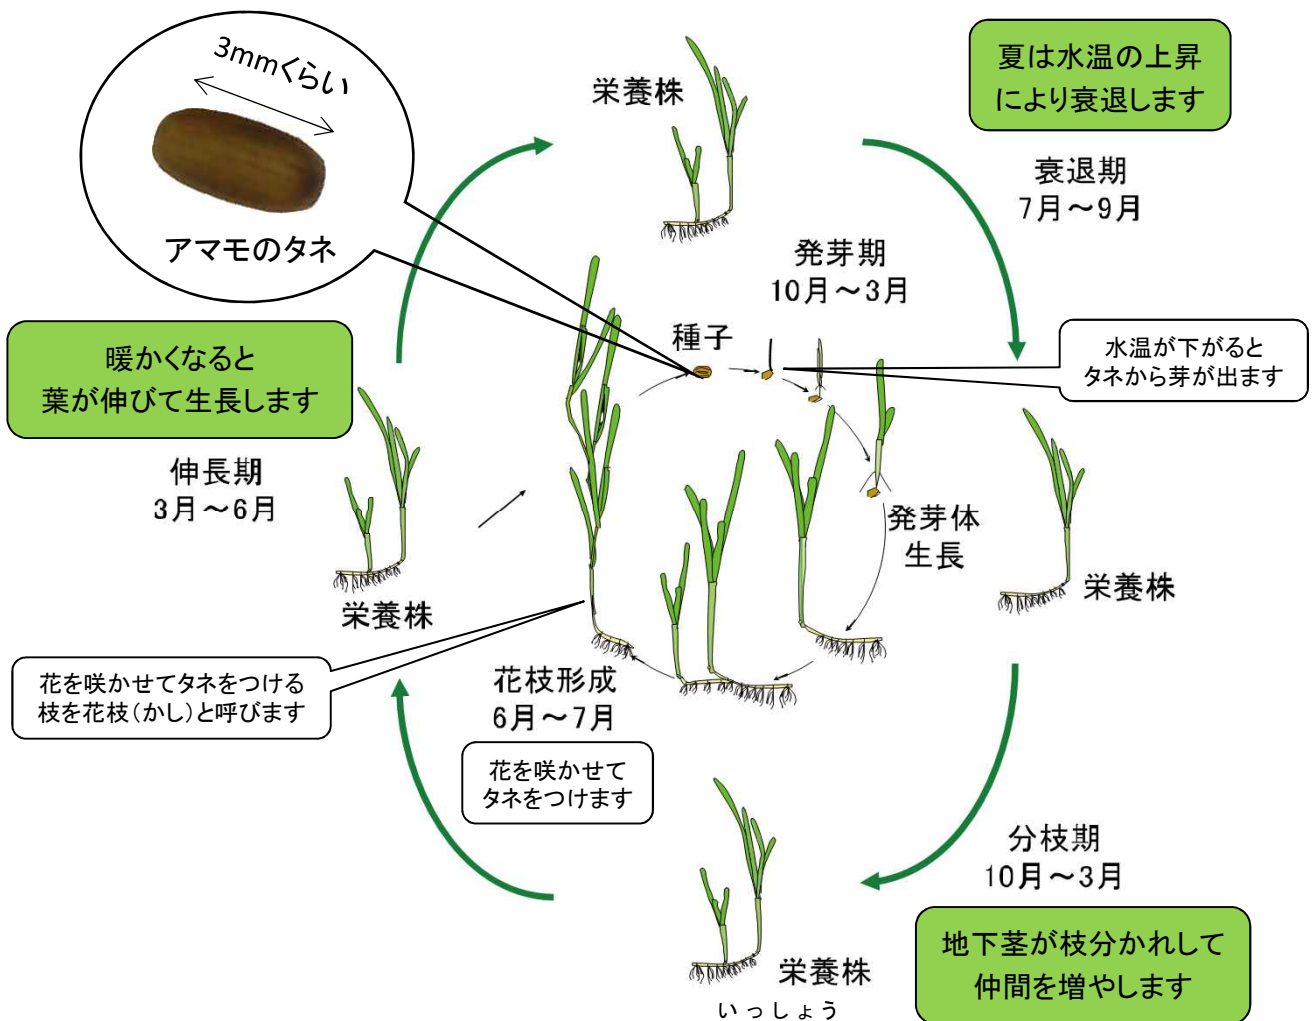 3mmくらい
アマモのタネ
栄養株
夏は水温の上昇
により衰退します
衰退期
7月～9月
発芽期
10月～3月
種子
水温が下がると
タネから芽が出ます
暖かくなると
葉が伸びて生長します
伸長期
3月～6月
栄養株
発芽体
生長
栄養株
花を咲かせてタネをつける
枝を花枝（かし）と呼びます
花枝形成
6月～7月
花を咲かせて
タネをつけます
分枝期
10月～3月
地下茎が枝分かれして
仲間を増やします
栄養株
いっしょう